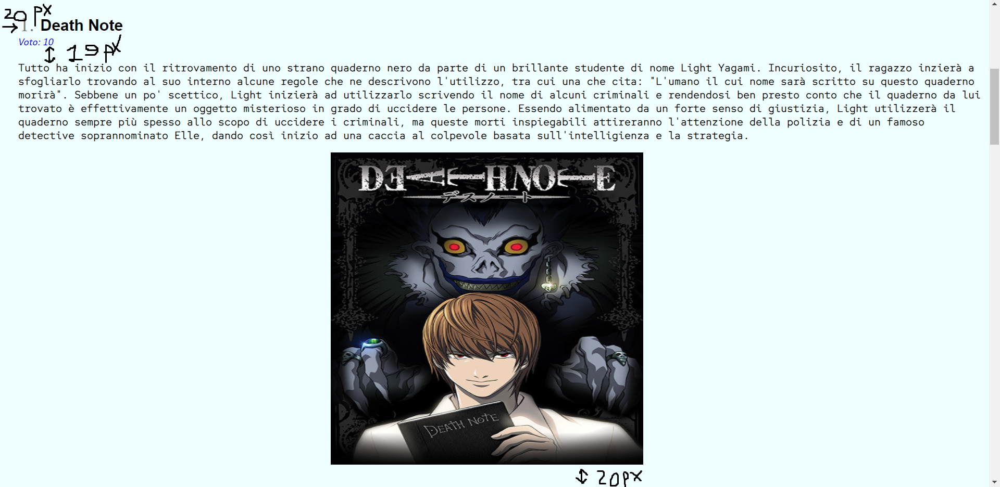 20 px
→ 1. Death Note
Voto: 10
↕ 19 px
Tutto ha inizio con il ritrovamento di uno strano quaderno nero da parte di un brillante studente di nome Light Yagami. Incuriosito, il ragazzo inzierà a
sfogliarlo trovando al suo interno alcune regole che ne descrivono l'utilizzo, tra cui una che cita: "L'umano il cui nome sarà scritto su questo quaderno
morirà". Sebbene un po' scettico, Light inizierà ad utilizzarlo scrivendo il nome di alcuni criminali e rendendosi ben presto conto che il quaderno da lui
trovato è effettivamente un oggetto misterioso in grado di uccidere le persone. Essendo alimentato da un forte senso di giustizia, Light utilizzerà il
quaderno sempre più spesso allo scopo di uccidere i criminali, ma queste morti inspiegabili attireranno l'attenzione della polizia e di un famoso
detective soprannominato Elle, dando così inizio ad una caccia al colpevole basata sull'intelligienza e la strategia.
DEATH NOTE
デスノート
DEATH NOTE
↕ 20px